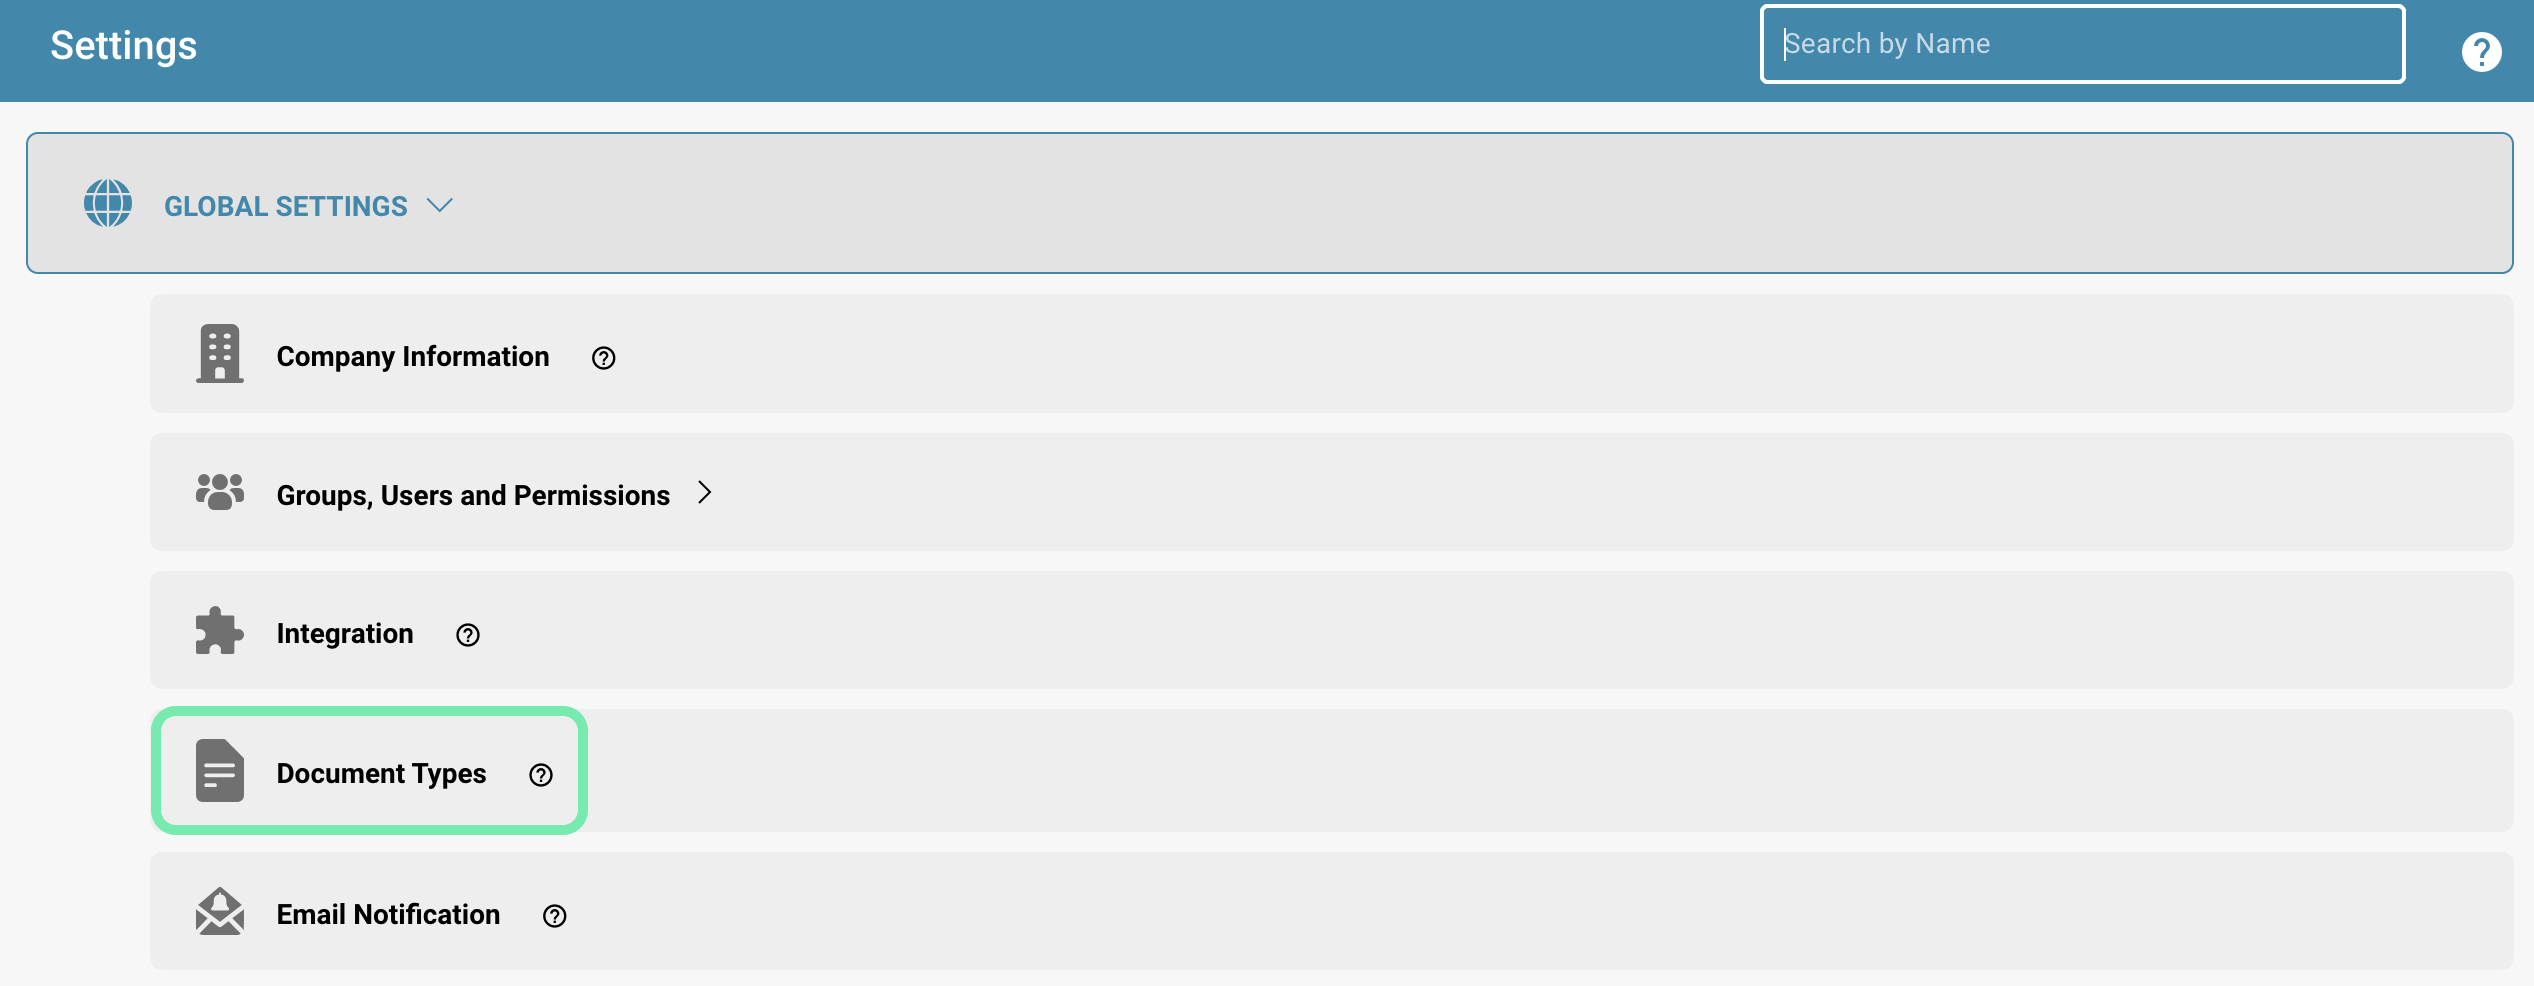 Settings
Search by Name
GLOBAL SETTINGS
Company Information
Groups, Users and Permissions
Integration
Document Types
Email Notification